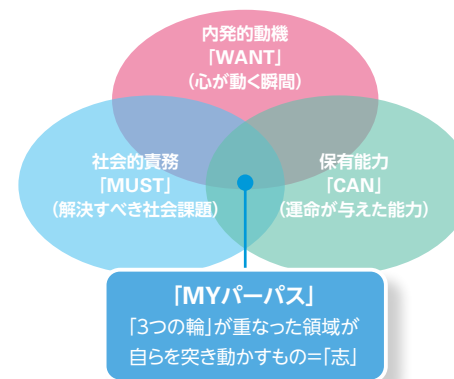 内発的動機
「WANT」
（心が動く瞬間）
社会的責務
「MUST」
（解決すべき社会課題）
保有能力
「CAN」
（運命が与えた能力）
「MYパーパス」
「3つの輪」が重なった領域が
自らを突き動かすもの＝「志」